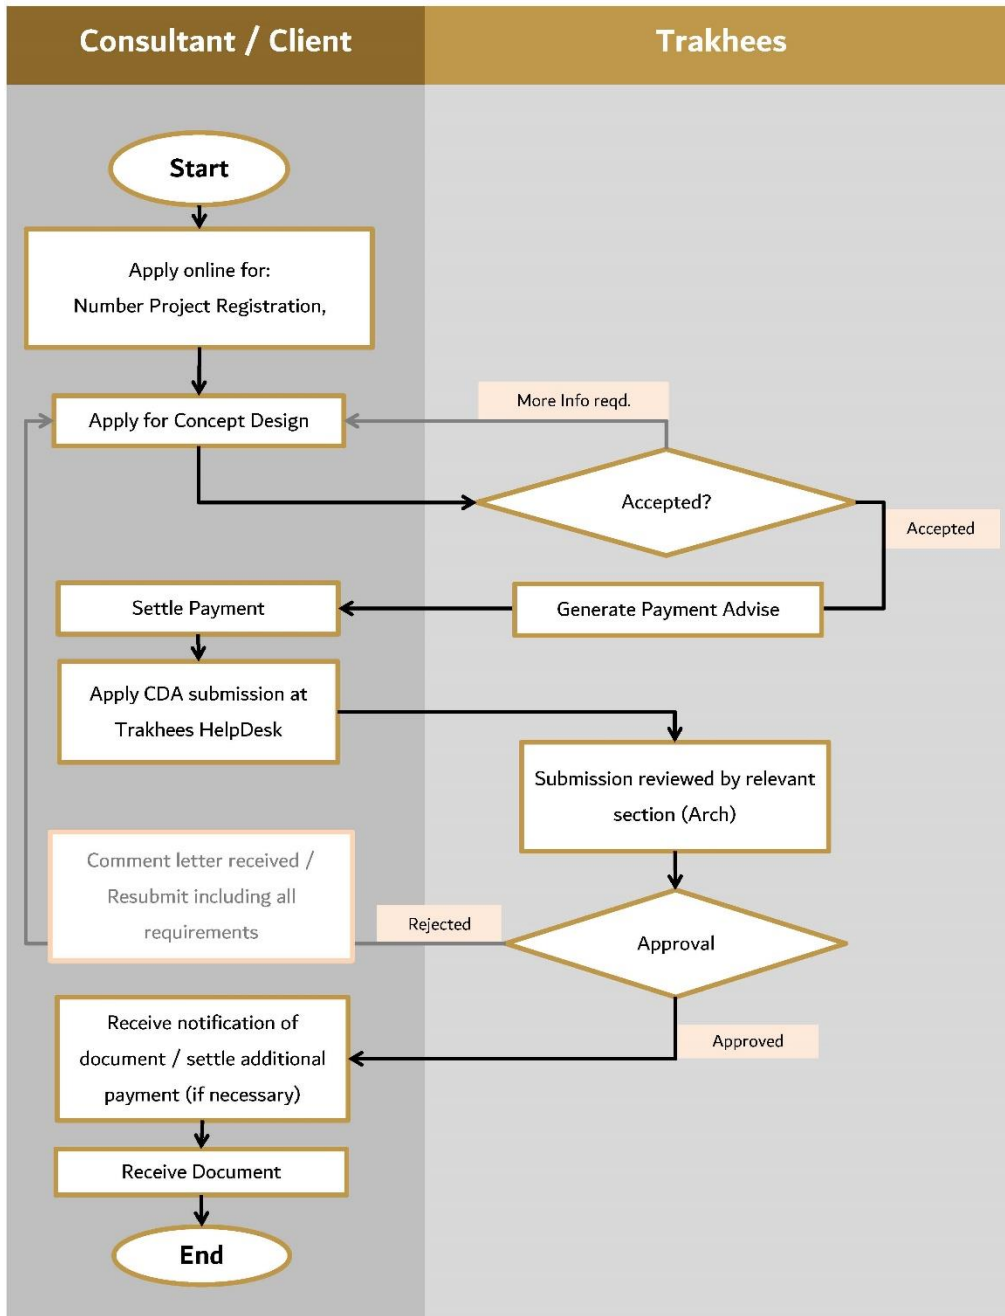 Consultant / Client
Trakhees
Start
Apply online for:
Number Project Registration,
More Info reqd.
Apply for Concept Design
Accepted?
Accepted
Settle Payment
Generate Payment Advise
Apply CDA submission at
Trakhees HelpDesk
Submission reviewed by relevant
section (Arch)
Comment letter received /
Resubmit including all
requirements
Rejected
Approval
Approved
Receive notification of
document / settle additional
payment (if necessary)
Receive Document
End